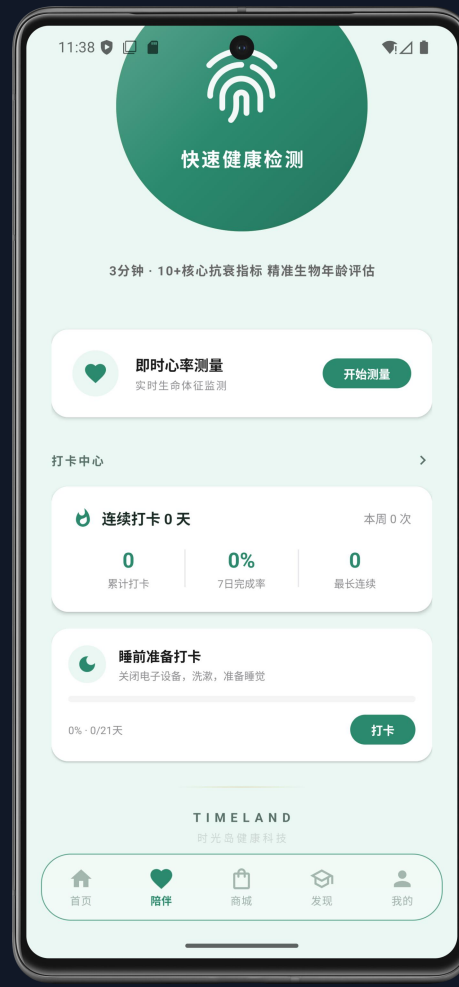 11:38
快速健康检测
3分钟 · 10+核心抗衰指标 精准生物年龄评估
即时心率测量
实时生命体征监测
开始测量
打卡中心
连续打卡 0 天
本周 0 次
0
0%
0
累计打卡
7日完成率
最长连续
睡前准备打卡
关闭电子设备，洗漱，准备睡觉
0% · 0/21天
打卡
TIMELAND
时光岛健康科技
首页
陪伴
商城
发现
我的